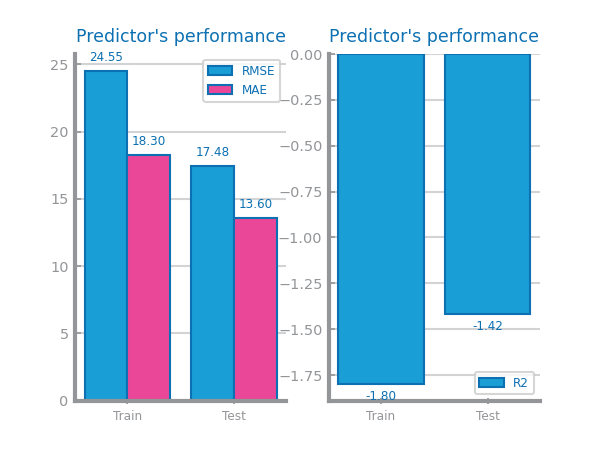 Predictor's performance
24.55
18.30
17.48
13.60
RMSE
MAE
25
20
15
10
5
0
Train
Test
Predictor's performance
0.00
−0.25
−0.50
−0.75
−1.00
−1.25
−1.50
−1.75
-1.80
-1.42
R2
Train
Test